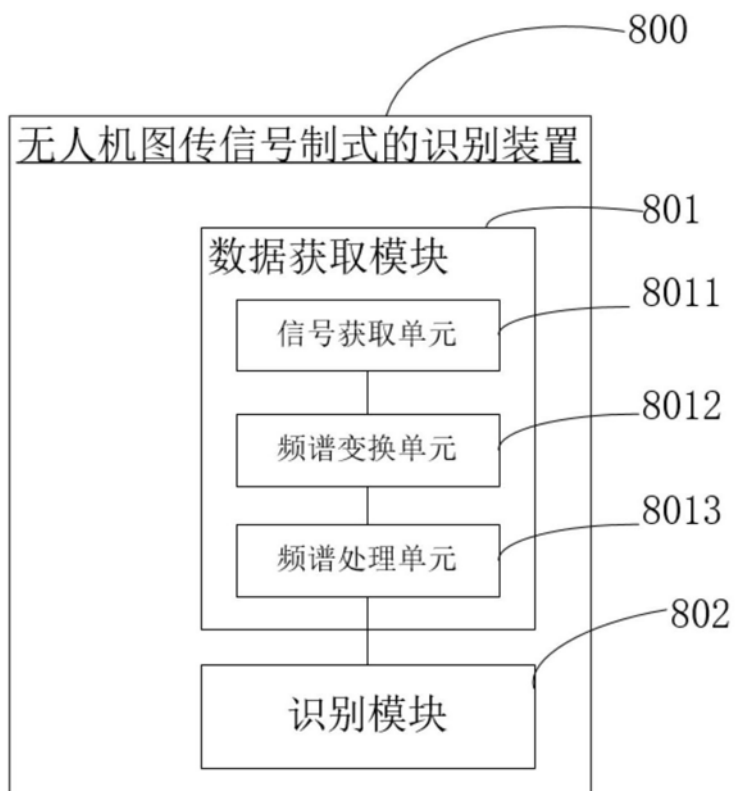 800
无人机图传信号制式的识别装置
801
数据获取模块
8011
信号获取单元
8012
频谱变换单元
8013
频谱处理单元
802
识别模块